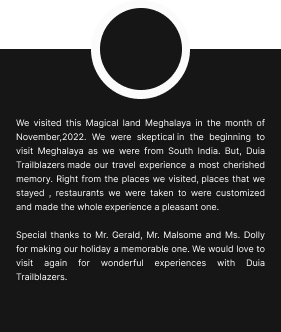 We visited this Magical land Meghalaya in the month of
November,2022. We were skeptical in the beginning to
visit Meghalaya as we were from South India. But, Duia
Trailblazers made our travel experience a most cherished
memory. Right from the places we visited, places that we
stayed , restaurants we were taken to were customized
and made the whole experience a pleasant one.
Special thanks to Mr. Gerald, Mr. Malsome and Ms. Dolly
for making our holiday a memorable one. We would love to
visit again for wonderful experiences with Duia
Trailblazers.